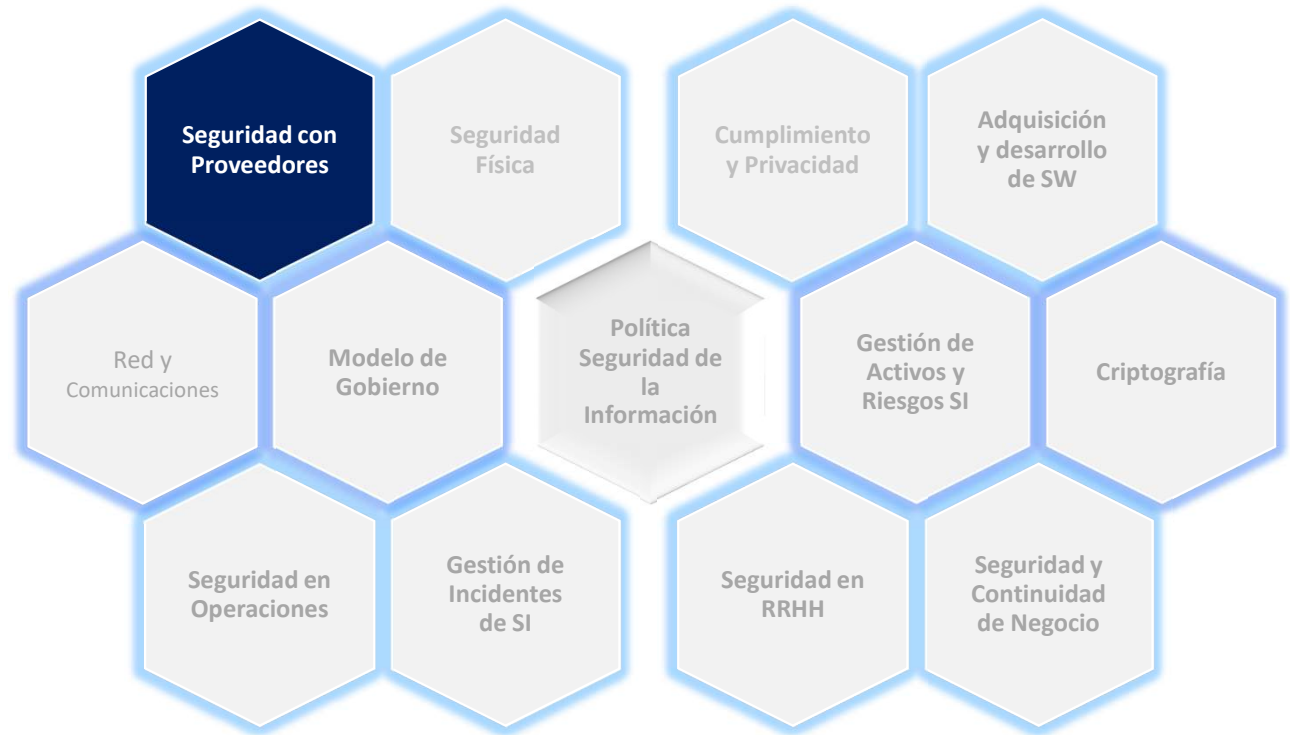 Seguridad con
Proveedores
Seguridad
Física
Cumplimiento
y Privacidad
Adquisición
y desarrollo
de SW
Red y
Comunicaciones
Modelo de
Gobierno
Política
Seguridad de
la
Información
Gestión de
Activos y
Riesgos SI
Criptografía
Seguridad en
Operaciones
Gestión de
Incidentes
de SI
Seguridad en
RRHH
Seguridad y
Continuidad
de Negocio